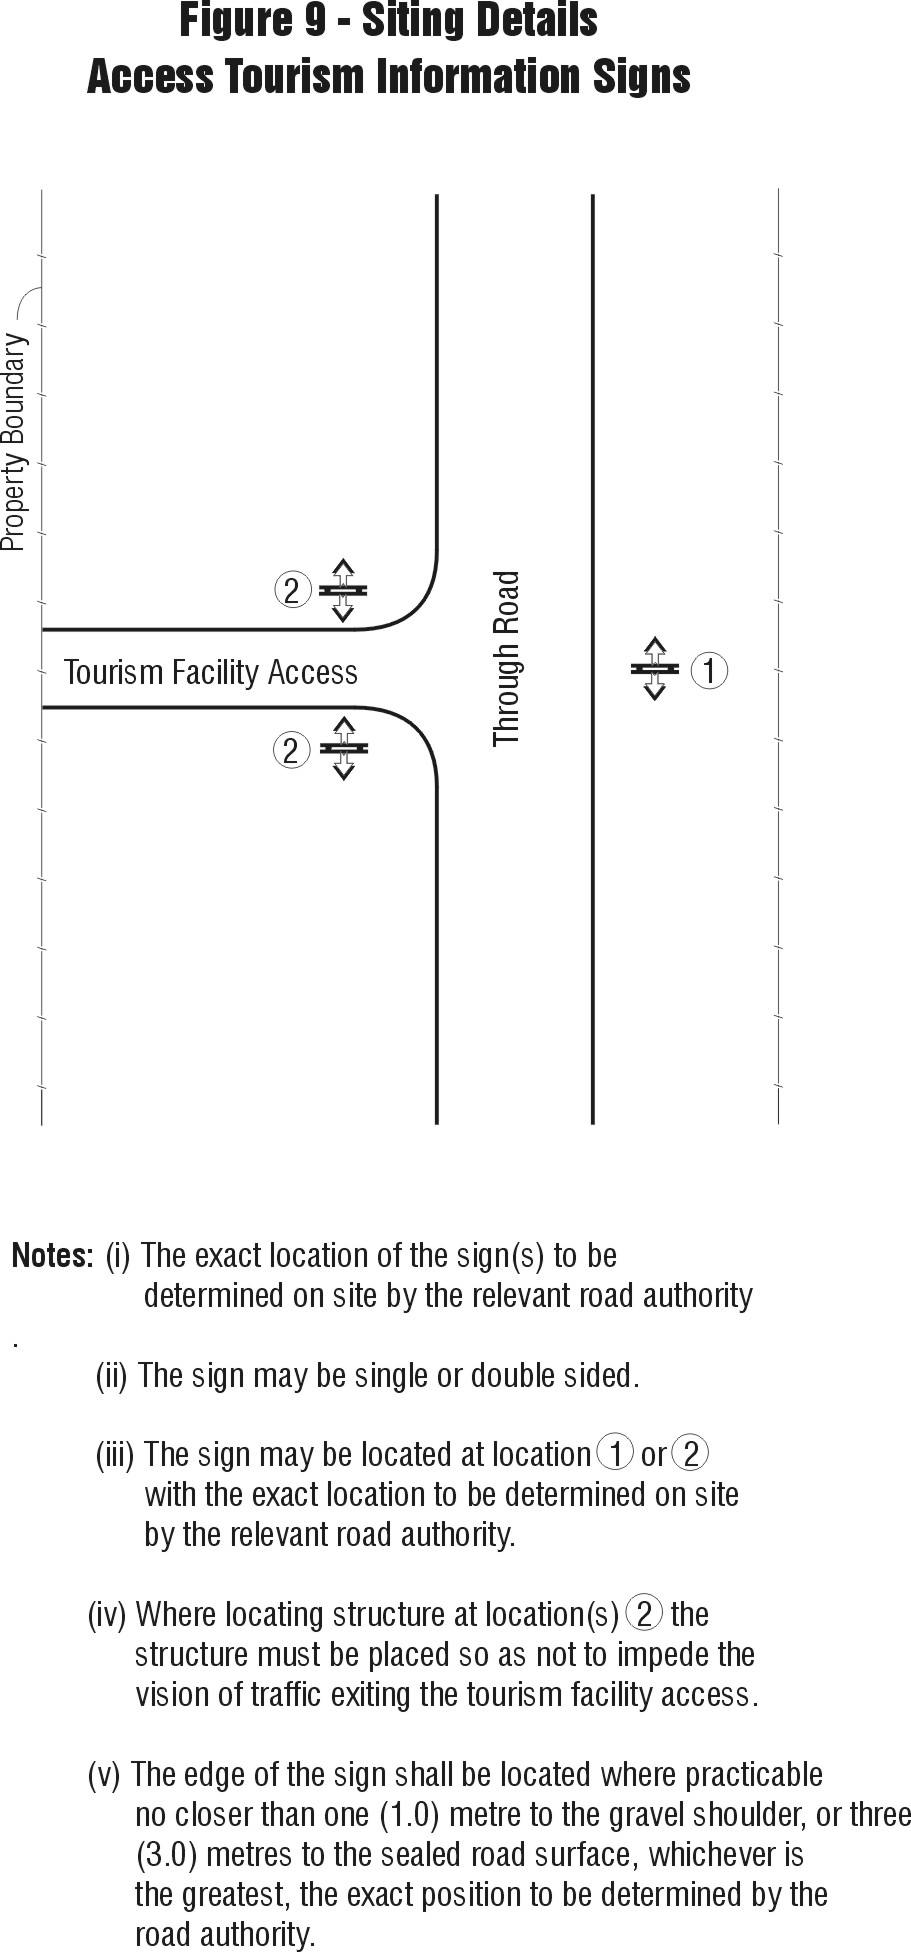 Figure 9 - Siting Details
Access Tourism Information Signs
Property Boundary
②
Through Road
Tourism Facility Access
①
②
Notes: (i) The exact location of the sign(s) to be
determined on site by the relevant road authority
.
(ii) The sign may be single or double sided.
(iii) The sign may be located at location ① or ②
with the exact location to be determined on site
by the relevant road authority.
(iv) Where locating structure at location(s) ② the
structure must be placed so as not to impede the
vision of traffic exiting the tourism facility access.
(v) The edge of the sign shall be located where practicable
no closer than one (1.0) metre to the gravel shoulder, or three
(3.0) metres to the sealed road surface, whichever is
the greatest, the exact position to be determined by the
road authority.